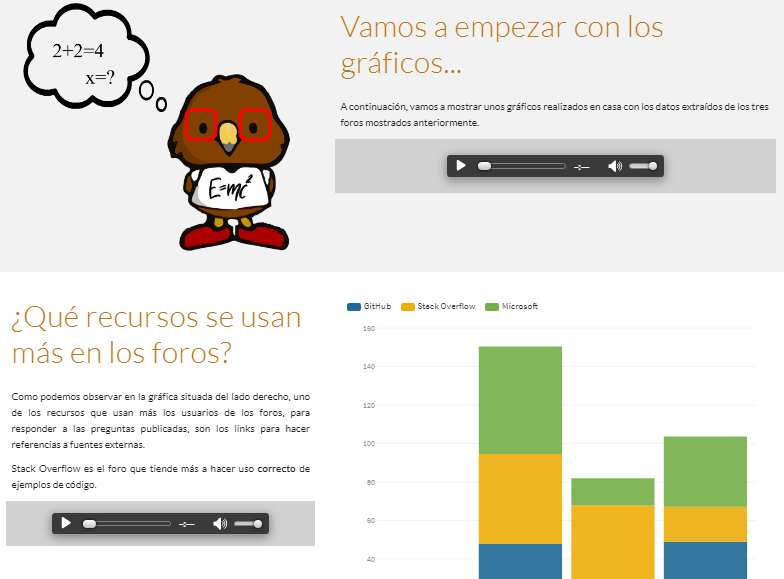 2+2=4
x=?
E=mc²
Vamos a empezar con los
gráficos...
A continuación, vamos a mostrar unos gráficos realizados en casa con los datos extraídos de los tres
foros mostrados anteriormente.
--:--
¿Qué recursos se usan
más en los foros?
Como podemos observar en la gráfica situada del lado derecho, uno
de los recursos que usan más los usuarios de los foros, para
responder a las preguntas publicadas, son los links para hacer
referencias a fuentes externas.
Stack Overflow es el foro que tiende más a hacer uso correcto de
ejemplos de código.
--:--
GitHub Stack Overflow Microsoft
160
140
120
100
80
60
40